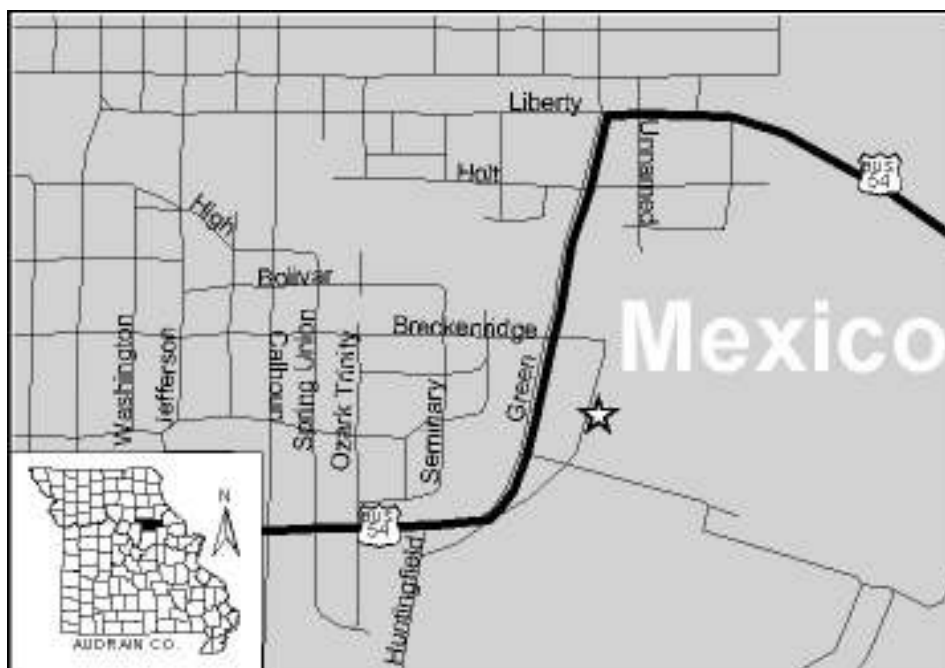 Liberty
Unnamed
BUS
54
Holt
High
Bolivar
Breckenridge
Mexico
Washington
Jefferson
Calhoun
Spring Union
Ozark Trinity
Seminary
Green
BUS
54
Huntingfield
N
AUDRAIN CO.